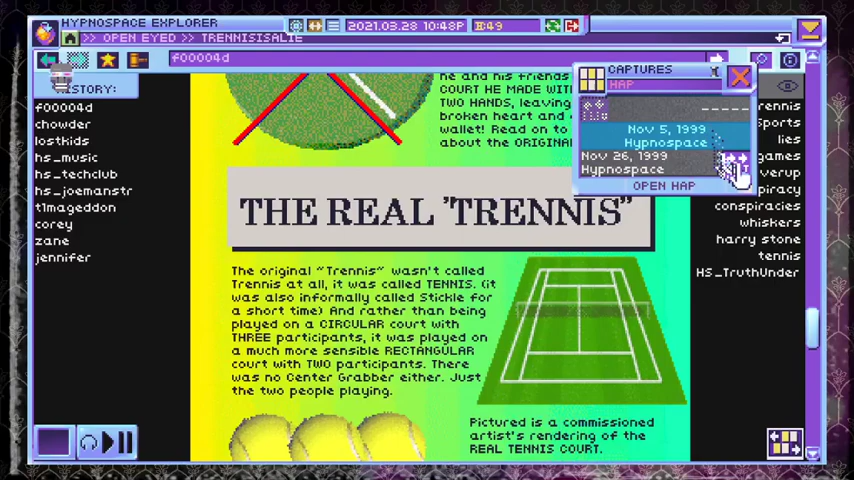 HYPNOSPACE EXPLORER
2021.03.28 10:48P
>> OPEN EYED >> TRENNISISALIE
f00004d
HISTORY:
f00004d
chowder
lostkids
hs_music
hs_techclub
hs_joemanstr
t1mageddon
corey
zane
jennifer
he and his friends
COURT HE MADE WIT
TWO HANDS, leaving
broken heart and
wallet! Read on to
about the ORIGINA
THE REAL 'TRENNIS"
The original "Trennis" wasn't called
Trennis at all, it was called TENNIS. (it
was also informally called Stickle for
a short time) And rather than being
played on a CIRCULAR court with
THREE participants, it was played on
a much more sensible RECTANGULAR
court with TWO participants. There
was no Center Grabber either. Just
the two people playing.
Pictured is a commissioned
artist's rendering of the
REAL TENNIS COURT.
CAPTURES
HAP
Nov 5, 1999
Hypnospace
Nov 26, 1999
Hypnospace
OPEN HAP
rennis
Sports
lies
games
verup
piracy
conspiracies
whiskers
harry stone
tennis
HS_TruthUnder